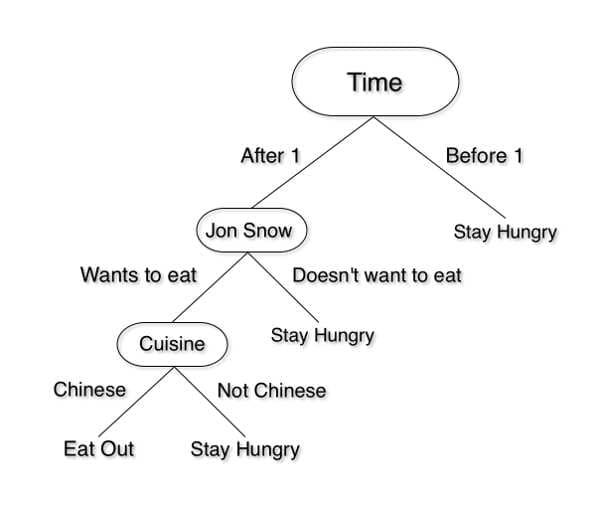 Time
After 1
Before 1
Jon Snow
Stay Hungry
Wants to eat
Doesn't want to eat
Cuisine
Stay Hungry
Chinese
Not Chinese
Eat Out
Stay Hungry